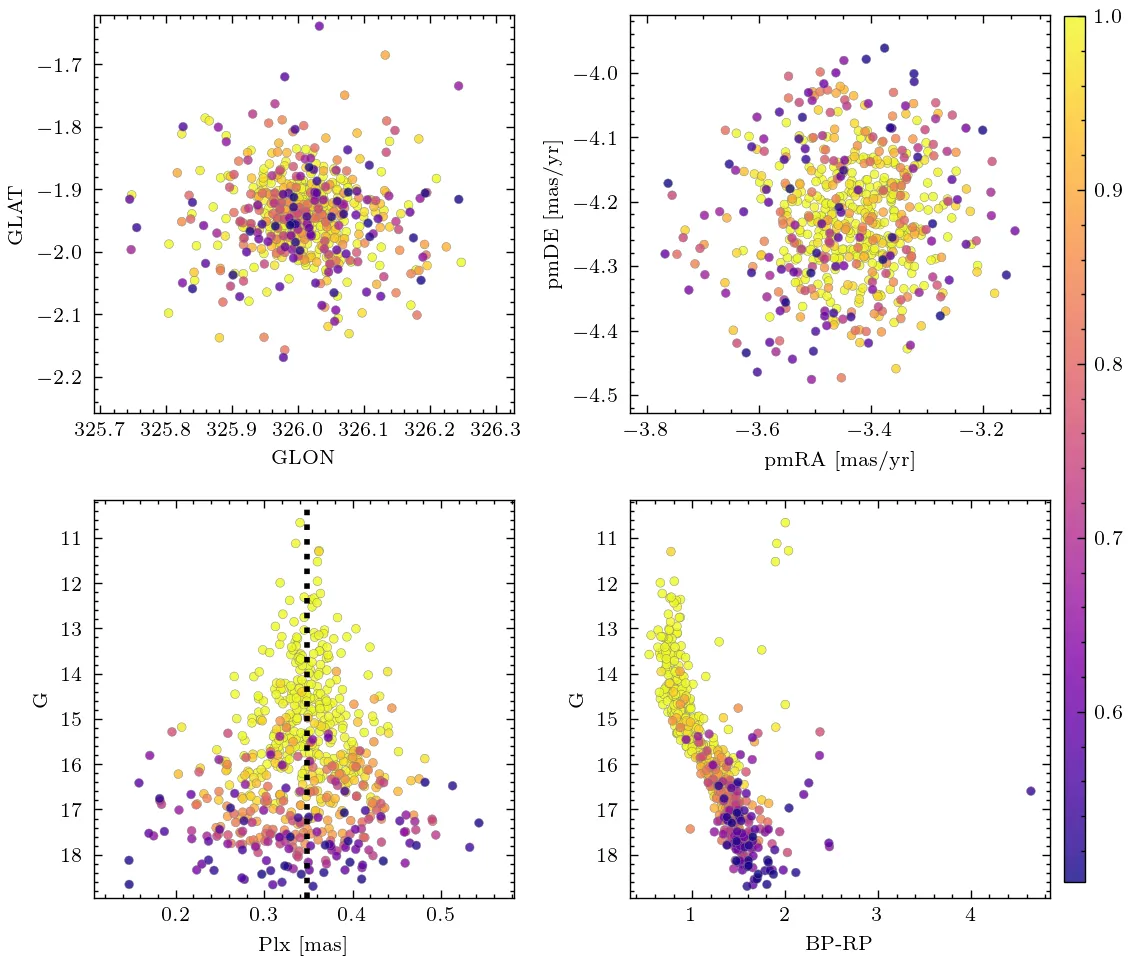 −1.7
−1.8
−1.9
−2.0
−2.1
−2.2
GLAT
325.7 325.8 325.9 326.0 326.1 326.2 326.3
GLON
−4.0
−4.1
−4.2
−4.3
−4.4
−4.5
pmDE [mas/yr]
−3.8 −3.6 −3.4 −3.2
pmRA [mas/yr]
1.0
0.9
0.8
0.7
0.6
11
12
13
14
15
16
17
18
G
0.2 0.3 0.4 0.5
Plx [mas]
11
12
13
14
15
16
17
18
G
1 2 3 4
BP-RP